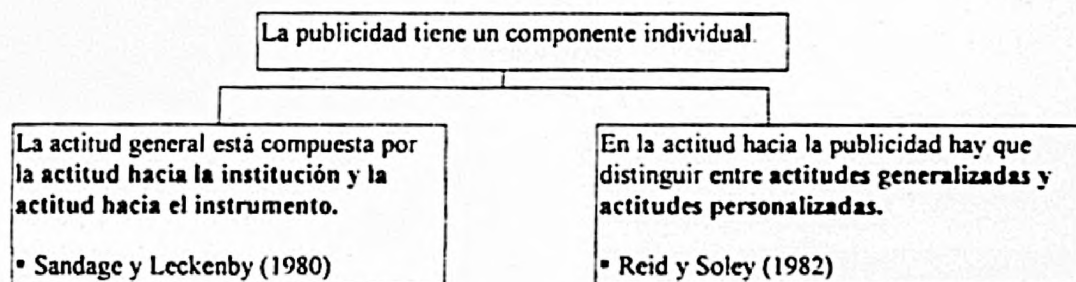 La publicidad tiene un componente individual.
La actitud general está compuesta por
la actitud hacia la institución y la
actitud hacia el instrumento.
▪ Sandage y Leckenby (1980)
En la actitud hacia la publicidad hay que
distinguir entre actitudes generalizadas y
actitudes personalizadas.
▪ Reid y Soley (1982)